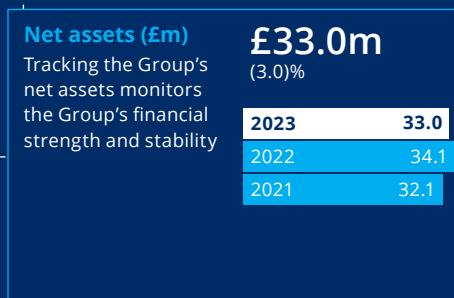 Net assets (£m)
Tracking the Group’s
net assets monitors
the Group’s financial
strength and stability
£33.0m
(3.0)%
2023 33.0
2022 34.1
2021 32.1